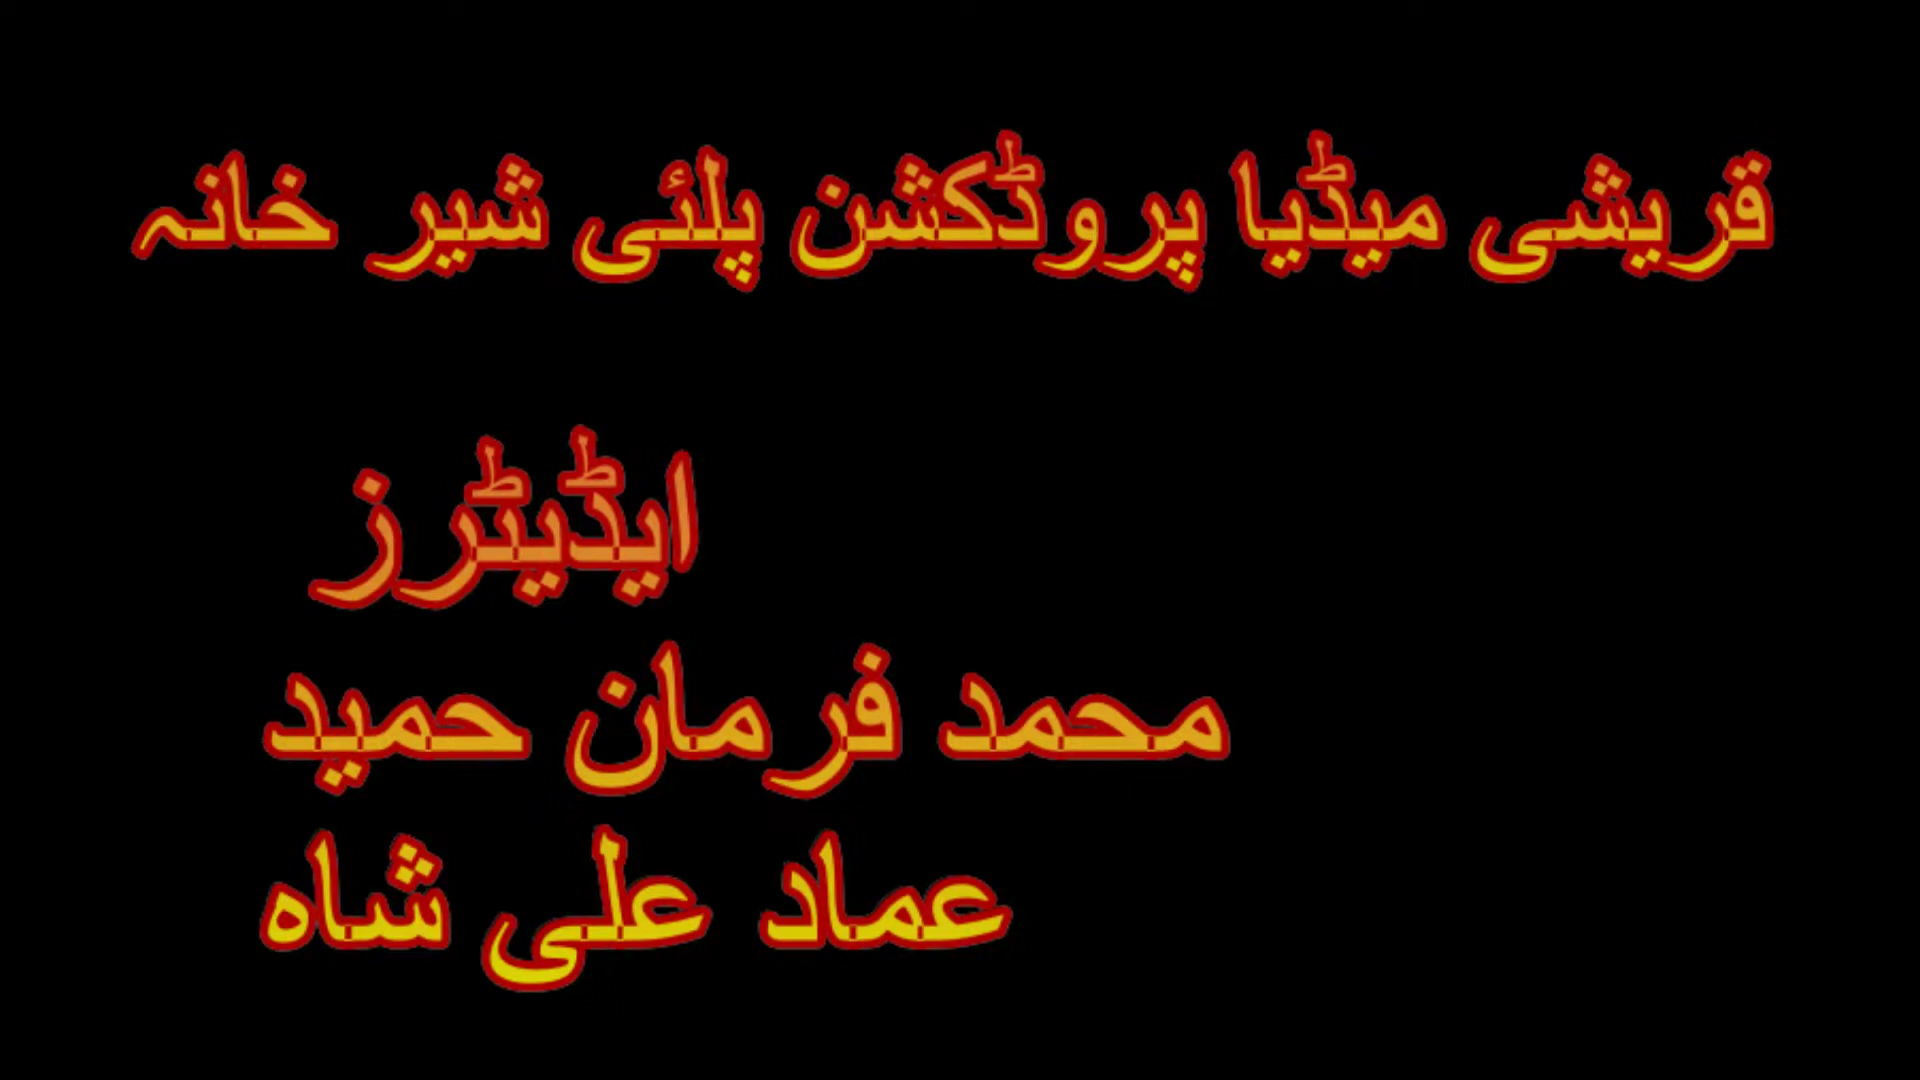 قریشی میڈیا پروڈکشن پلئی شیر خانہ
ایڈیٹرز
محمد فرمان حمید
عماد علی شاہ